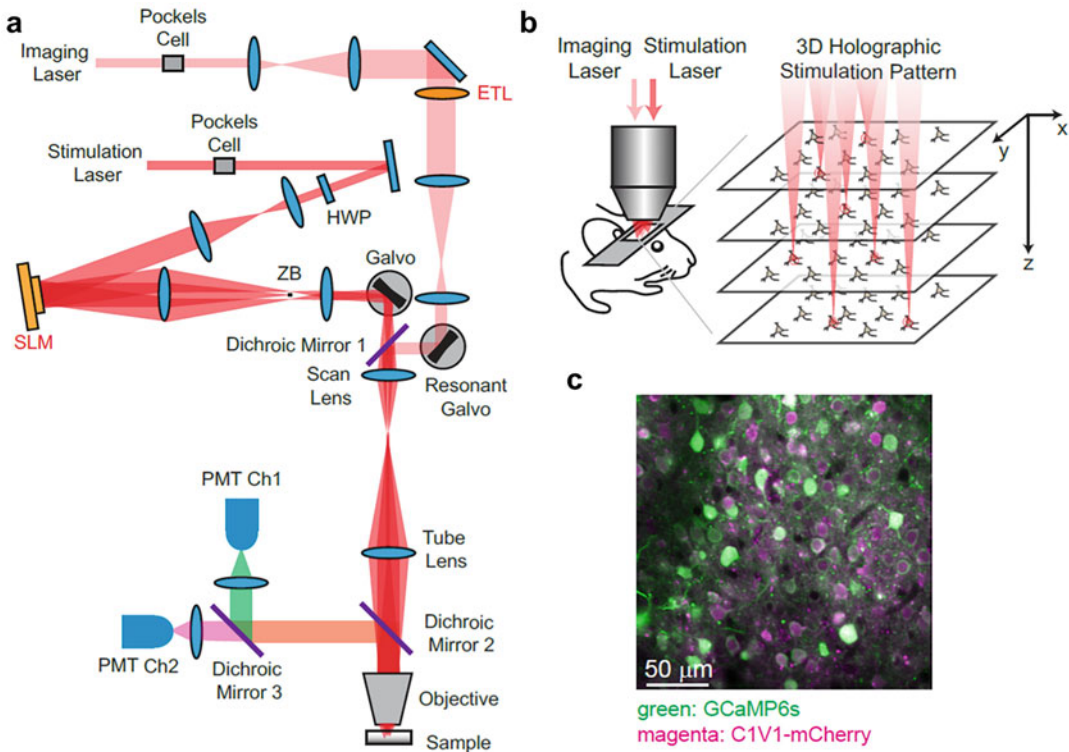 a
Pockels
Cell
Imaging
Laser
ETL
Pockels
Cell
Stimulation
Laser
HWP
ZB
Galvo
SLM
Dichroic Mirror 1
Scan
Lens
Resonant
Galvo
PMT Ch1
Tube
Lens
PMT Ch2
Dichroic
Mirror 3
Dichroic
Mirror 2
Objective
Sample
b
Imaging
Laser
Stimulation
Laser
3D Holographic
Stimulation Pattern
x
y
z
c
50 μm
green: GCaMP6s
magenta: C1V1-mCherry